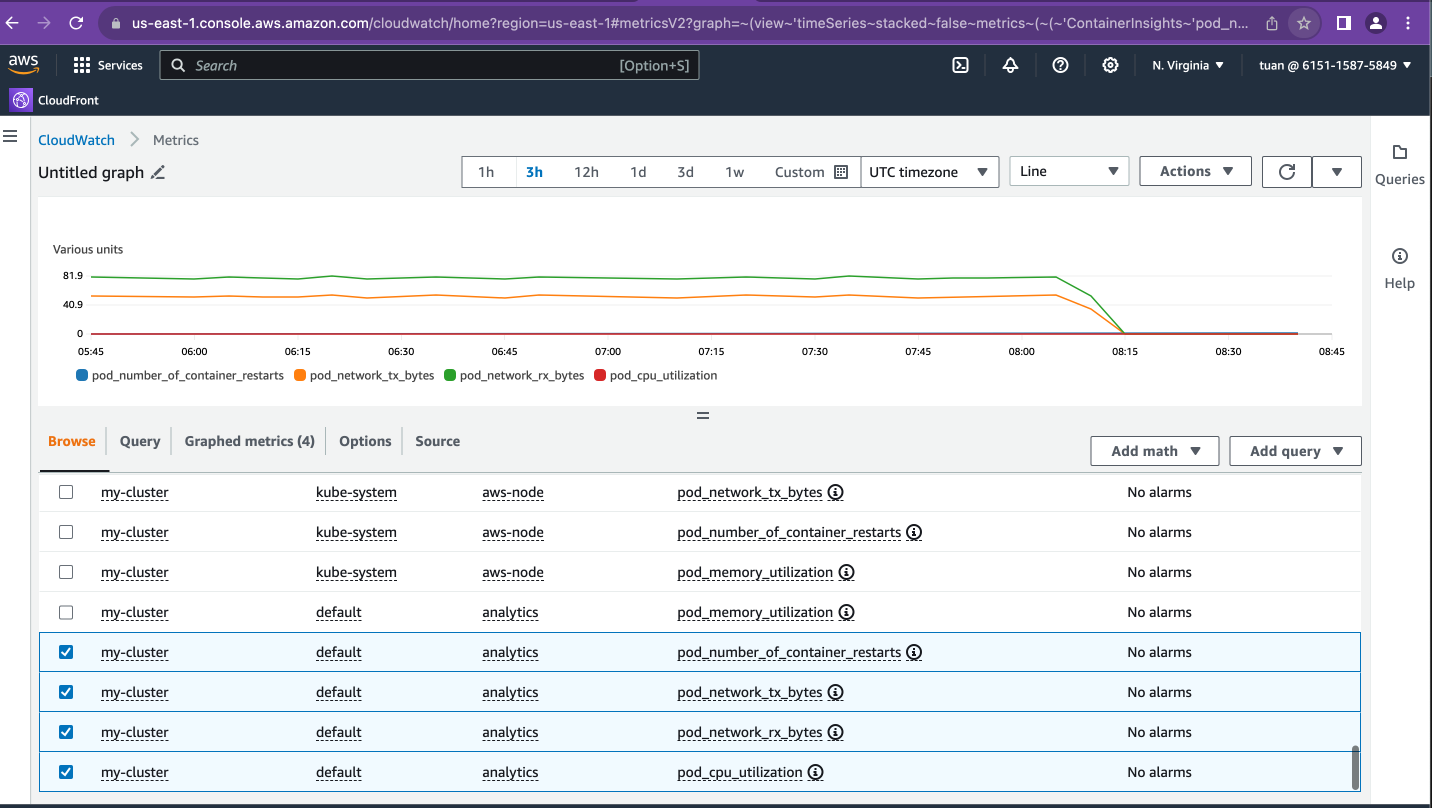 us-east-1.console.aws.amazon.com/cloudwatch/home?region=us-east-1#metricsV2?graph=~(view~'timeSeries~stacked~false~metrics~(~(~'ContainerInsights~'pod_n...
aws Services Search [Option+S] N. Virginia tuan @ 6151-1587-5849
CloudFront
CloudWatch Metrics
Untitled graph 1h 3h 12h 1d 3d 1w Custom UTC timezone Line Actions
Queries
Help
Various units
81.9
40.9
0
05:45 06:00 06:15 06:30 06:45 07:00 07:15 07:30 07:45 08:00 08:15 08:30 08:45
pod_number_of_container_restarts pod_network_tx_bytes pod_network_rx_bytes pod_cpu_utilization
Browse Query Graphed metrics (4) Options Source Add math Add query
my-cluster kube-system aws-node pod_network_tx_bytes No alarms
my-cluster kube-system aws-node pod_number_of_container_restarts No alarms
my-cluster kube-system aws-node pod_memory_utilization No alarms
my-cluster default analytics pod_memory_utilization No alarms
my-cluster default analytics pod_number_of_container_restarts No alarms
my-cluster default analytics pod_network_tx_bytes No alarms
my-cluster default analytics pod_network_rx_bytes No alarms
my-cluster default analytics pod_cpu_utilization No alarms